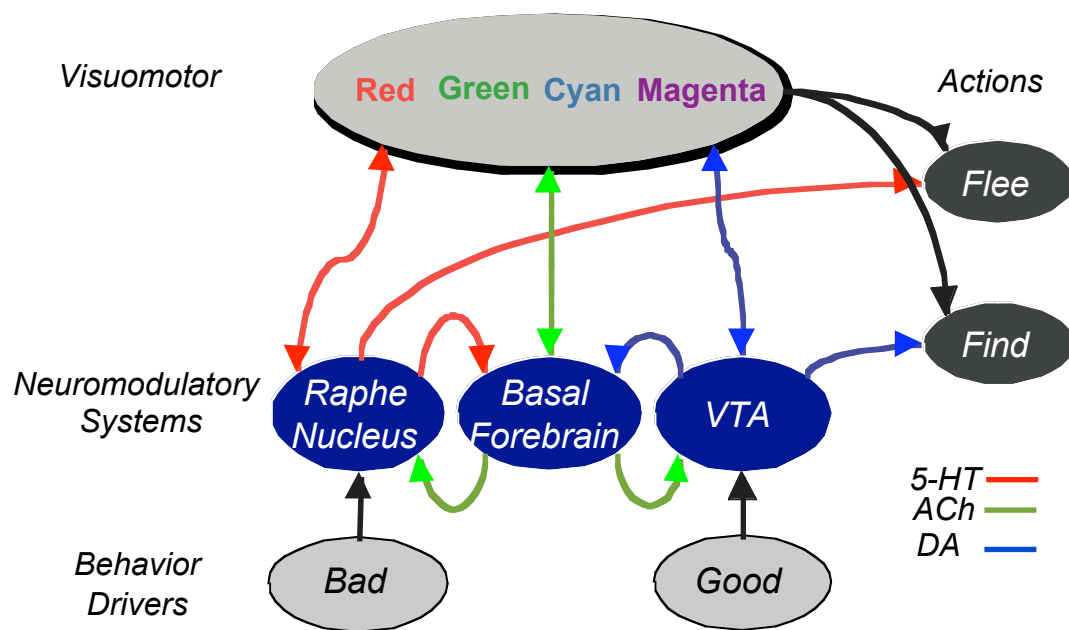 Visuomotor
Red Green Cyan Magenta
Actions
Flee
Find
Neuromodulatory
Systems
Raphe
Nucleus
Basal
Forebrain
VTA
5-HT
ACh
DA
Behavior
Drivers
Bad
Good